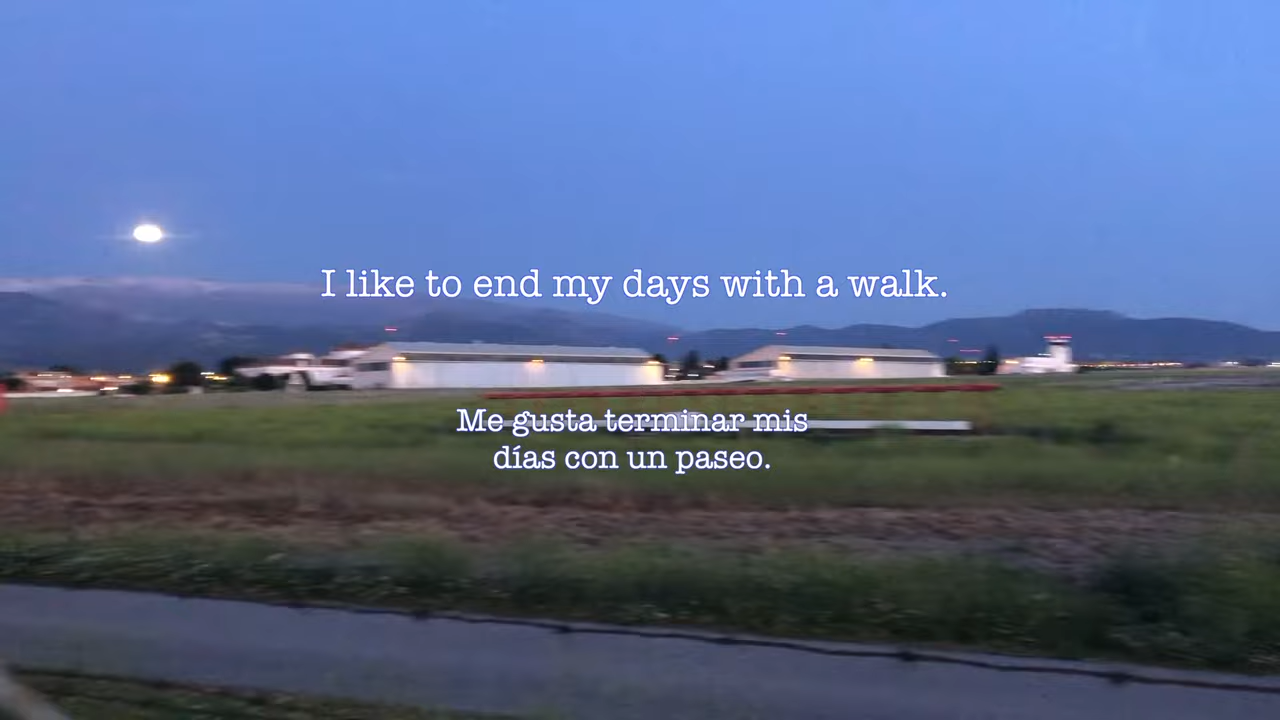 I like to end my days with a walk.
Me gusta terminar mis
días con un paseo.